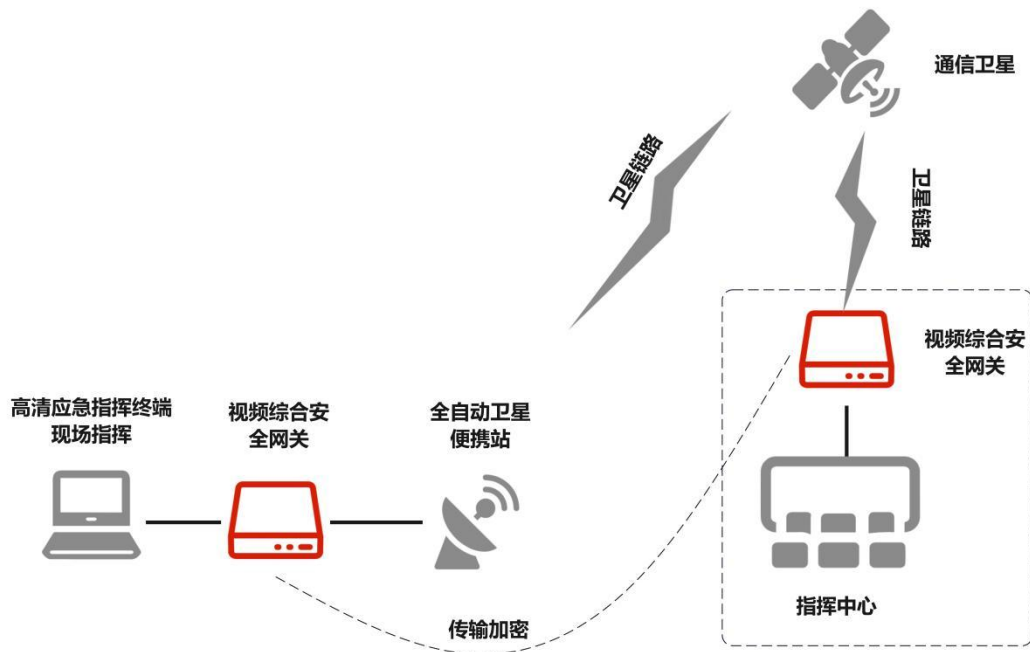 通信卫星
卫星链路
卫星链路
视频综合安
全网关
高清应急指挥终端
现场指挥
视频综合安
全网关
全自动卫星
便携站
指挥中心
传输加密